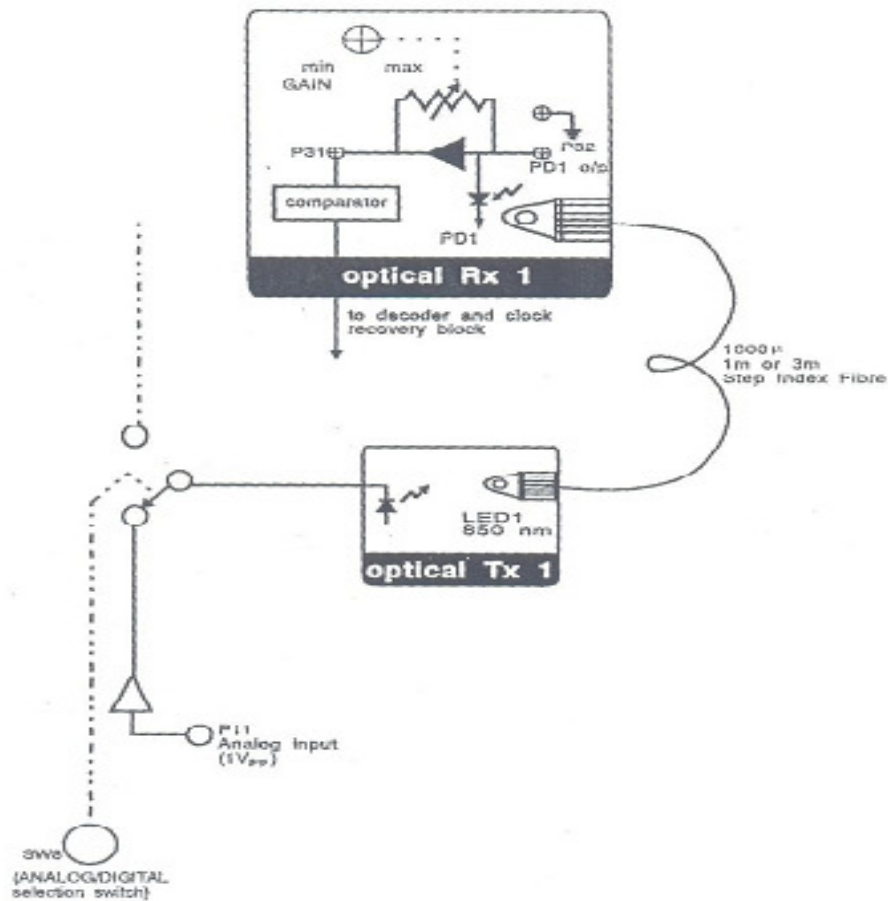 min max
GAIN
P31
P32
PD1 o/p
comparator
PD1
optical Rx 1
to decoder and clock
recovery block
1000µ
1m or 3m
Step Index Fibre
LED1
850 nm
optical Tx 1
P11
Analog Input
(1Vpp)
{ANALOG/DIGITAL
selection switch}